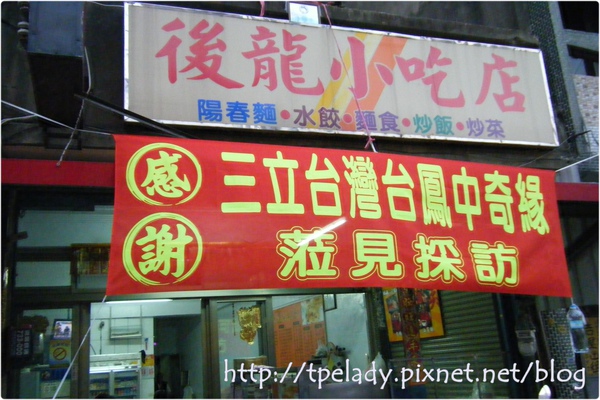 後龍小吃店
陽春麵•水餃•麵食•炒飯•炒菜
感謝
三立台灣台鳳中奇緣
蒞見採訪
http://tpelady.pixnet.net/blog